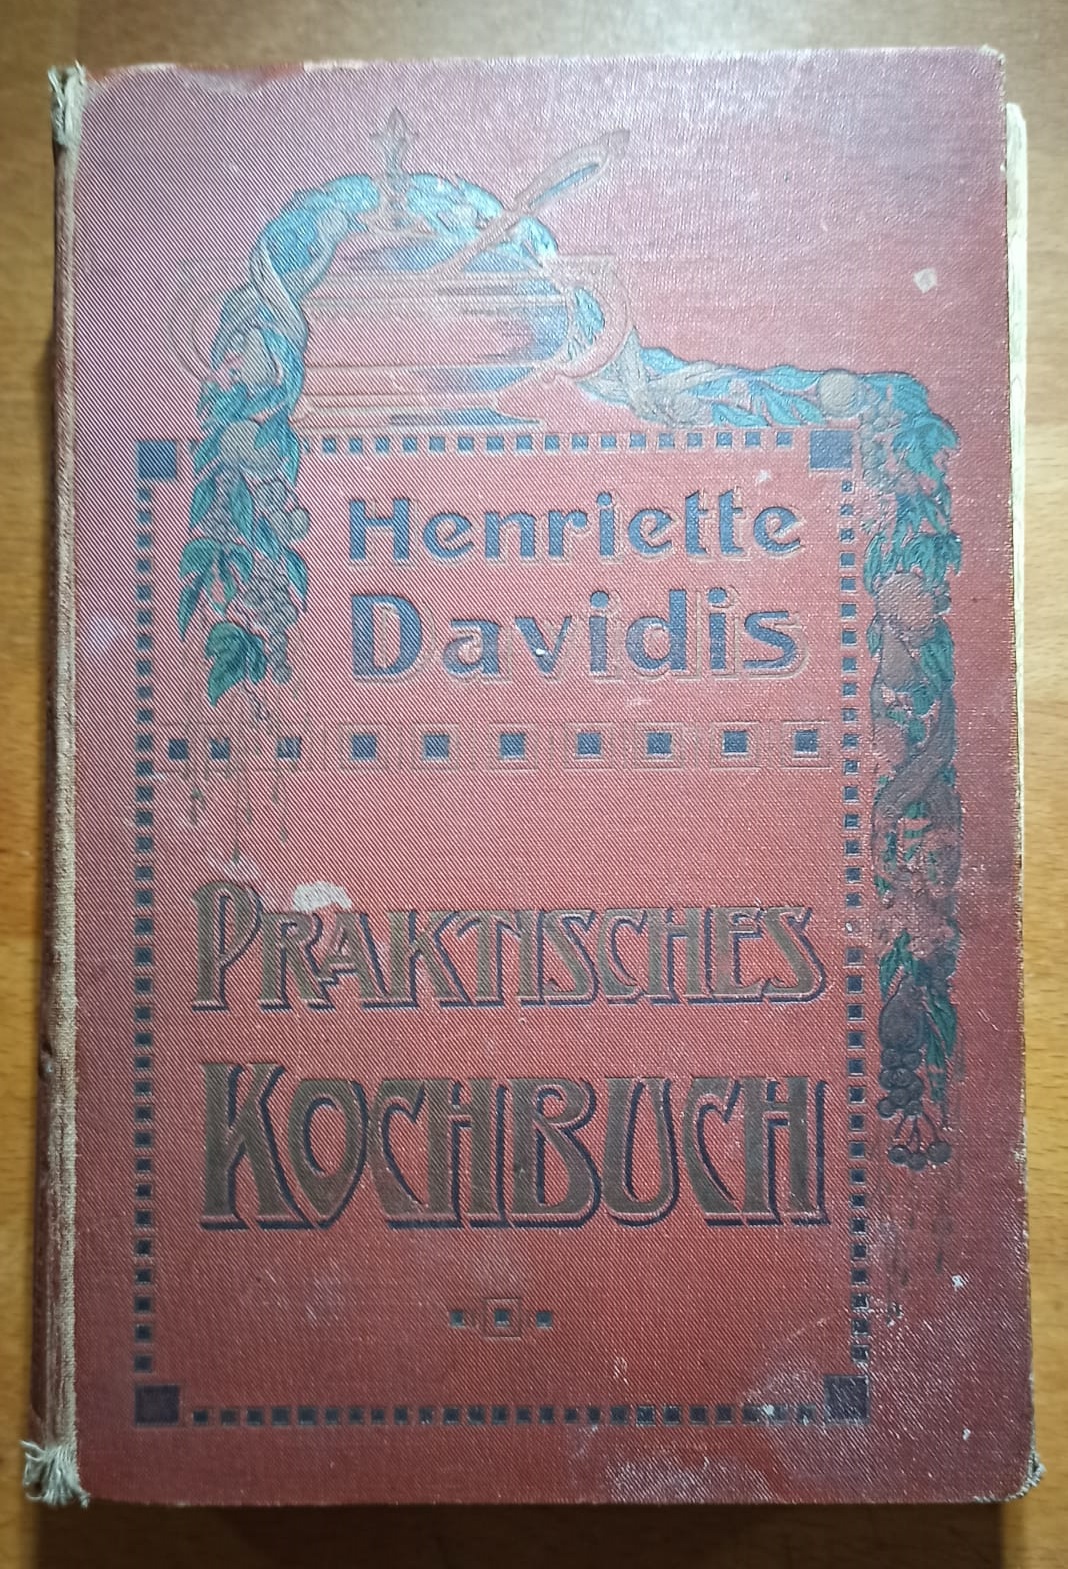 Henriette
Davidis
PRAKTISCHES
KOCHBUCH